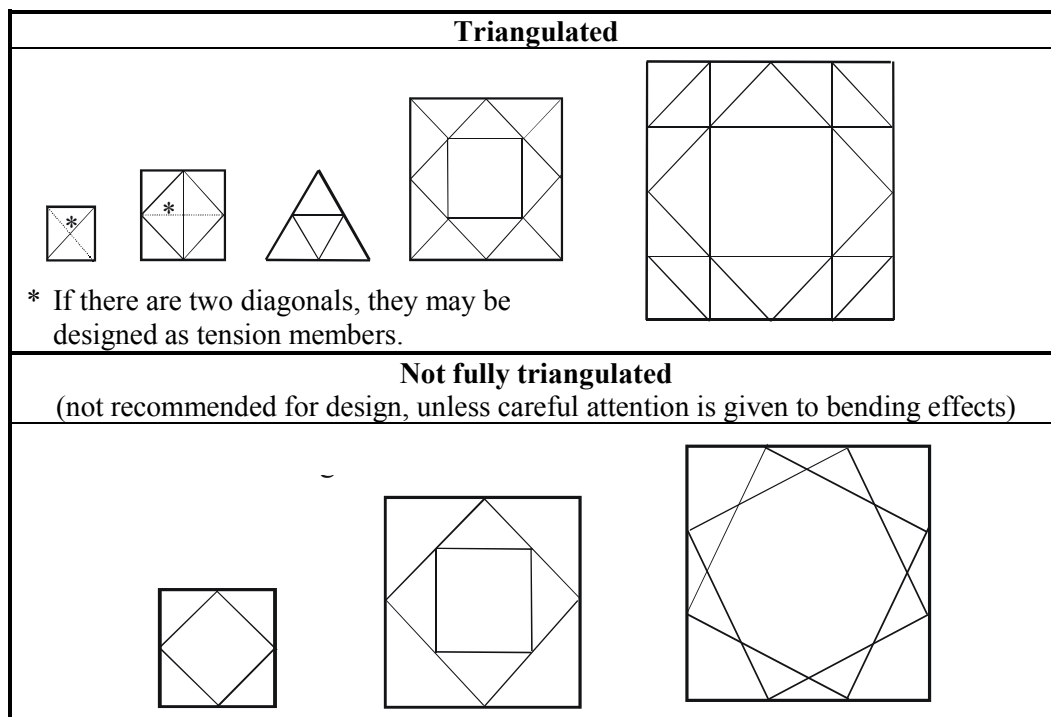 Triangulated
*
*
* If there are two diagonals, they may be
designed as tension members.
Not fully triangulated
(not recommended for design, unless careful attention is given to bending effects)